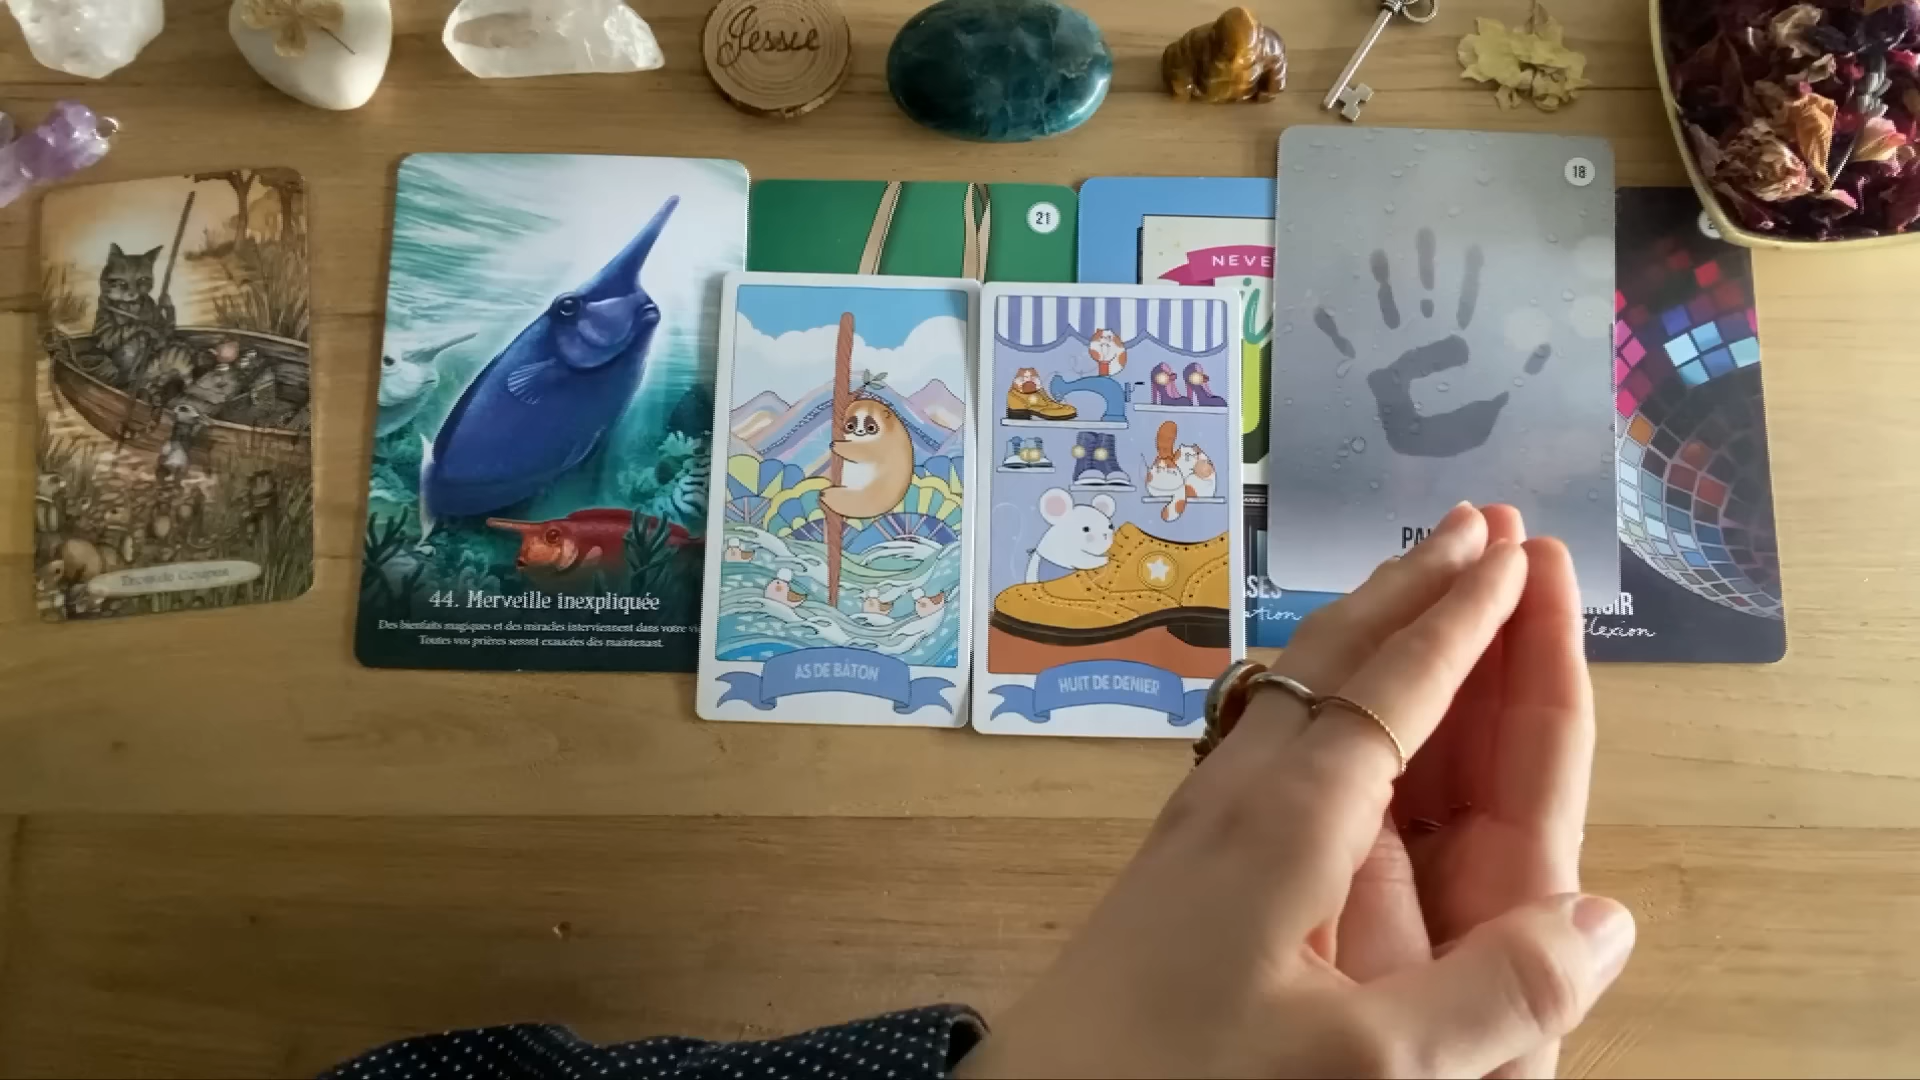 Jessie
21
18
NEVE
44. Merveille inexpliquée
Des bienfaits magiques et des miracles interviennent dans votre vi
Toutes vos prières seront exaucées dès maintenant.
AS DE BÂTON
HUIT DE DENIER